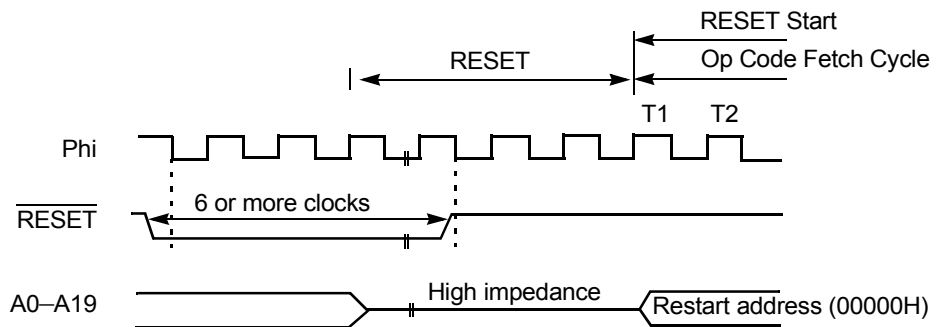 RESET Start
RESET
Op Code Fetch Cycle
T1 T2
Phi
6 or more clocks
RESET
High impedance
A0–A19
Restart address (00000H)